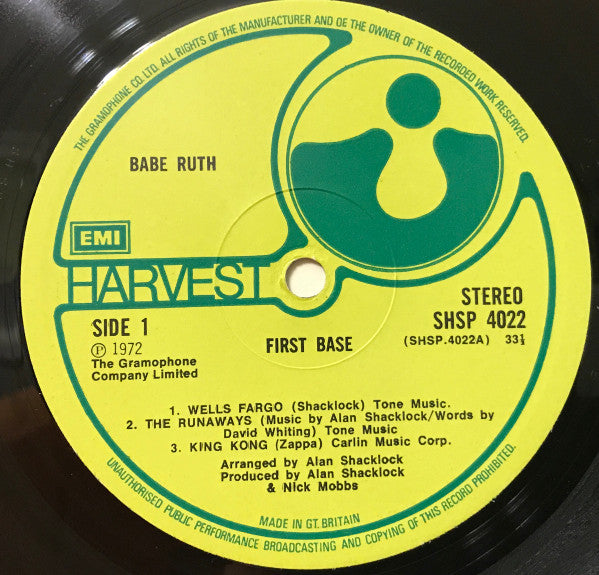 THE GRAMOPHONE CO. LTD. ALL RIGHTS OF THE MANUFACTURER AND OF THE OWNER OF THE RECORDED WORK RESERVED.
BABE RUTH
EMI
HARVEST
STEREO
SHSP 4022
(SHSP.4022A) 33⅓
SIDE 1
℗ 1972
The Gramophone
Company Limited
FIRST BASE
1. WELLS FARGO (Shacklock) Tone Music.
2. THE RUNAWAYS (Music by Alan Shacklock/Words by
David Whiting) Tone Music
3. KING KONG (Zappa) Carlin Music Corp.
Arranged by Alan Shacklock
Produced by Alan Shacklock
& Nick Mobbs
MADE IN GT. BRITAIN
UNAUTHORISED PUBLIC PERFORMANCE BROADCASTING AND COPYING OF THIS RECORD PROHIBITED.